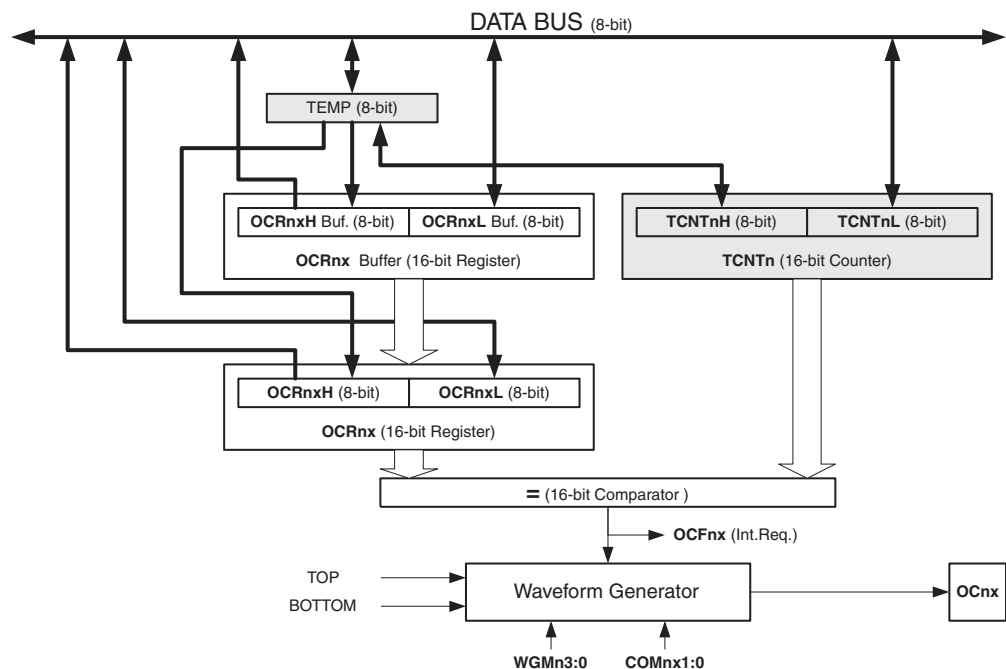 DATA BUS (8-bit)
TEMP (8-bit)
OCRnxH Buf. (8-bit) OCRnxL Buf. (8-bit)
OCRnx Buffer (16-bit Register)
TCNTnH (8-bit) TCNTnL (8-bit)
TCNTn (16-bit Counter)
OCRnxH (8-bit) OCRnxL (8-bit)
OCRnx (16-bit Register)
= (16-bit Comparator )
OCFnx (Int.Req.)
TOP
BOTTOM
Waveform Generator
OCnx
WGMn3:0 COMnx1:0